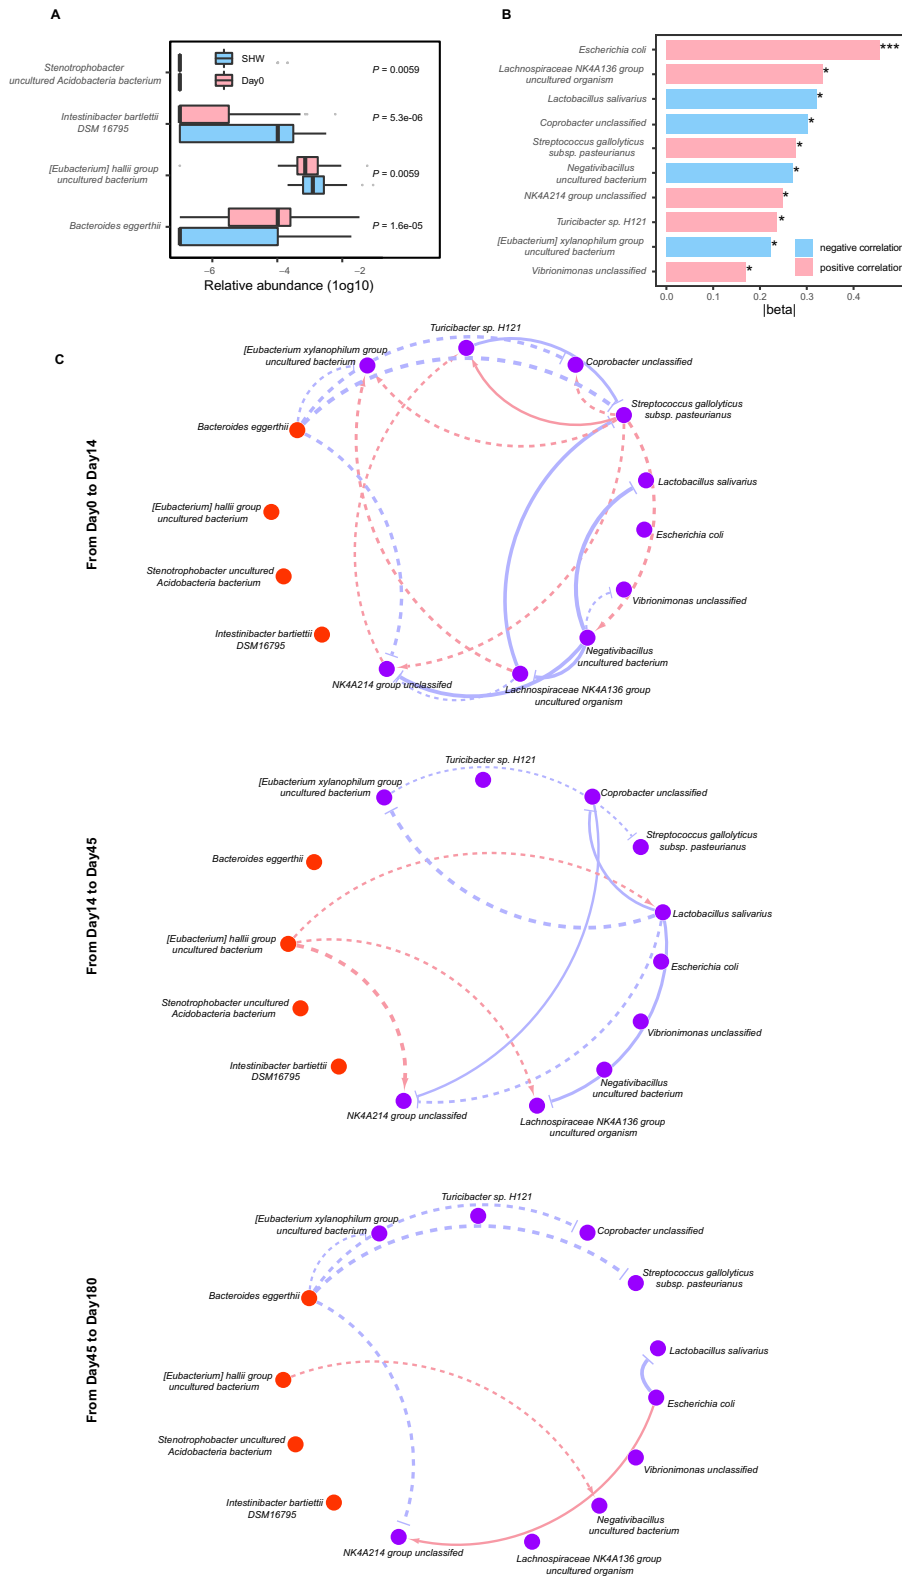 A
Stenotrophobacter
uncultured Acidobacteria bacterium
Intestinibacter bartlettii
DSM 16795
[Eubacterium] hallii group
uncultured bacterium
Bacteroides eggerthii
SHW
Day0
P = 0.0059
P = 5.3e-06
P = 0.0059
P = 1.6e-05
−6
−4
−2
Relative abundance (1og10)
B
Escherichia coli
Lachnospiraceae NK4A136 group
uncultured organism
Lactobacillus salivarius
Coprobacter unclassified
Streptococcus gallolyticus
subsp. pasteurianus
Negativibacillus
uncultured bacterium
NK4A214 group unclassified
Turicibacter sp. H121
[Eubacterium] xylanophilum group
uncultured bacterium
Vibrionimonas unclassified
***
*
*
*
*
*
*
*
*
*
negative correlation
positive correlation
0.0
0.1
0.2
0.3
0.4
|beta|
C
From Day0 to Day14
Turicibacter sp. H121
[Eubacterium xylanophilum group
uncultured bacterium
Coprobacter unclassified
Streptococcus gallolyticus
subsp. pasteurianus
Bacteroides eggerthii
Lactobacillus salivarius
[Eubacterium] hallii group
uncultured bacterium
Escherichia coli
Stenotrophobacter uncultured
Acidobacteria bacterium
Vibrionimonas unclassified
Intestinibacter bartiettii
DSM16795
Negativibacillus
uncultured bacterium
NK4A214 group unclassifed
Lachnospiraceae NK4A136 group
uncultured organism
From Day14 to Day45
Turicibacter sp. H121
[Eubacterium xylanophilum group
uncultured bacterium
Coprobacter unclassified
Streptococcus gallolyticus
subsp. pasteurianus
Bacteroides eggerthii
Lactobacillus salivarius
[Eubacterium] hallii group
uncultured bacterium
Escherichia coli
Stenotrophobacter uncultured
Acidobacteria bacterium
Vibrionimonas unclassified
Intestinibacter bartiettii
DSM16795
Negativibacillus
uncultured bacterium
NK4A214 group unclassifed
Lachnospiraceae NK4A136 group
uncultured organism
From Day45 to Day180
Turicibacter sp. H121
[Eubacterium xylanophilum group
uncultured bacterium
Coprobacter unclassified
Streptococcus gallolyticus
subsp. pasteurianus
Bacteroides eggerthii
Lactobacillus salivarius
[Eubacterium] hallii group
uncultured bacterium
Escherichia coli
Stenotrophobacter uncultured
Acidobacteria bacterium
Vibrionimonas unclassified
Intestinibacter bartiettii
DSM16795
Negativibacillus
uncultured bacterium
NK4A214 group unclassifed
Lachnospiraceae NK4A136 group
uncultured organism